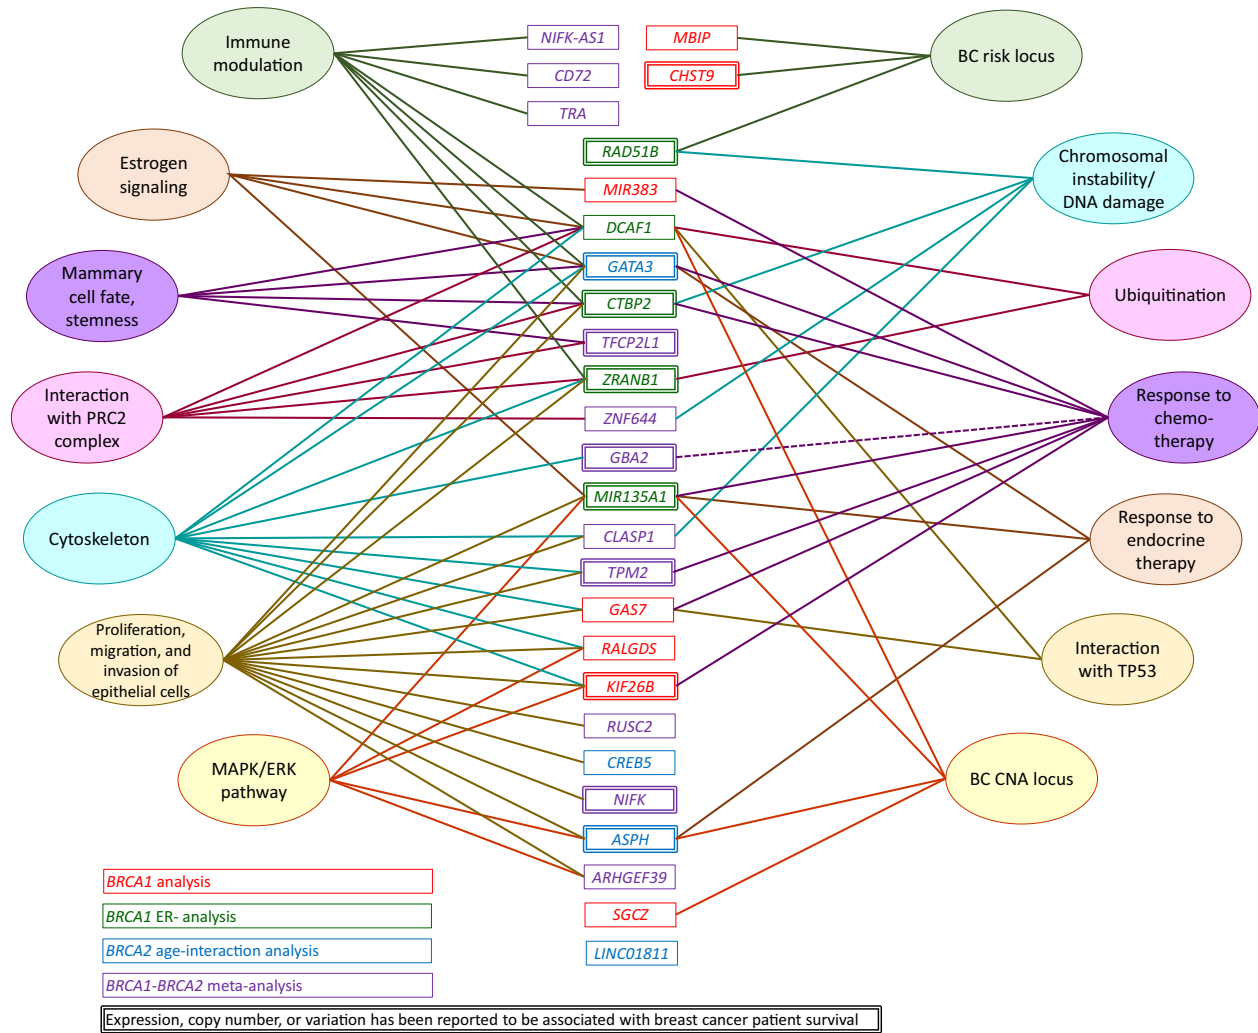 Immune
modulation
NIFK-AS1
MBIP
BC risk locus
CD72
CHST9
TRA
Estrogen
signaling
RAD51B
Chromosomal
instability/
DNA damage
MIR383
DCAF1
Mammary
cell fate,
stemness
GATA3
Ubiquitination
CTBP2
TFCP2L1
Interaction
with PRC2
complex
ZRANB1
Response to
chemo-
therapy
ZNF644
GBA2
MIR135A1
Cytoskeleton
CLASP1
Response to
endocrine
therapy
TPM2
GAS7
Proliferation,
migration, and
invasion of
epithelial cells
RALGDS
Interaction
with TP53
KIF26B
RUSC2
MAPK/ERK
pathway
CREB5
BC CNA locus
NIFK
ASPH
ARHGEF39
SGCZ
LINC01811
BRCA1 analysis
BRCA1 ER- analysis
BRCA2 age-interaction analysis
BRCA1-BRCA2 meta-analysis
Expression, copy number, or variation has been reported to be associated with breast cancer patient survival